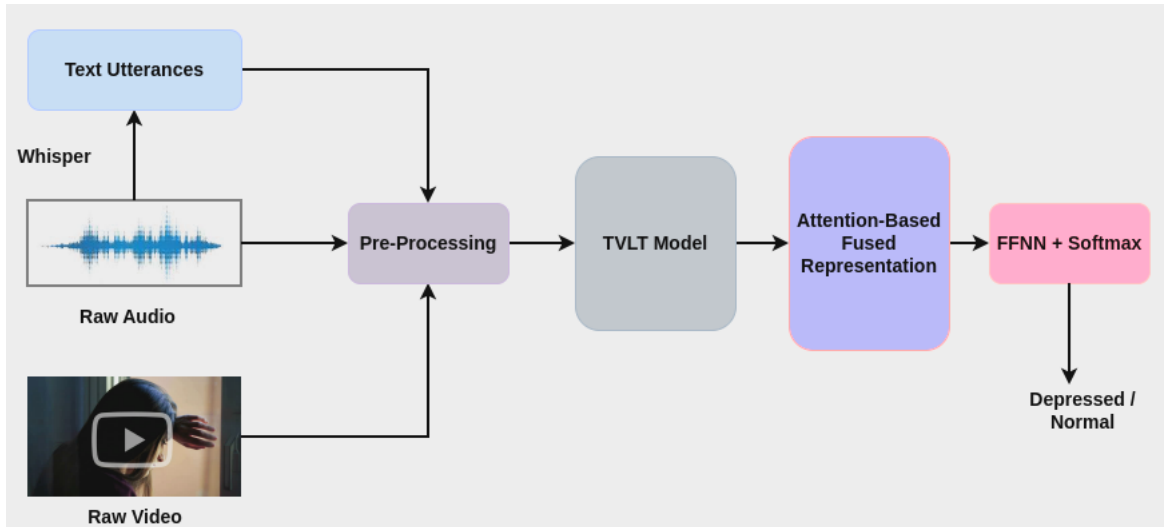 Text Utterances
Whisper
Raw Audio
Raw Video
Pre-Processing
TVLT Model
Attention-Based
Fused
Representation
FFNN + Softmax
Depressed /
Normal